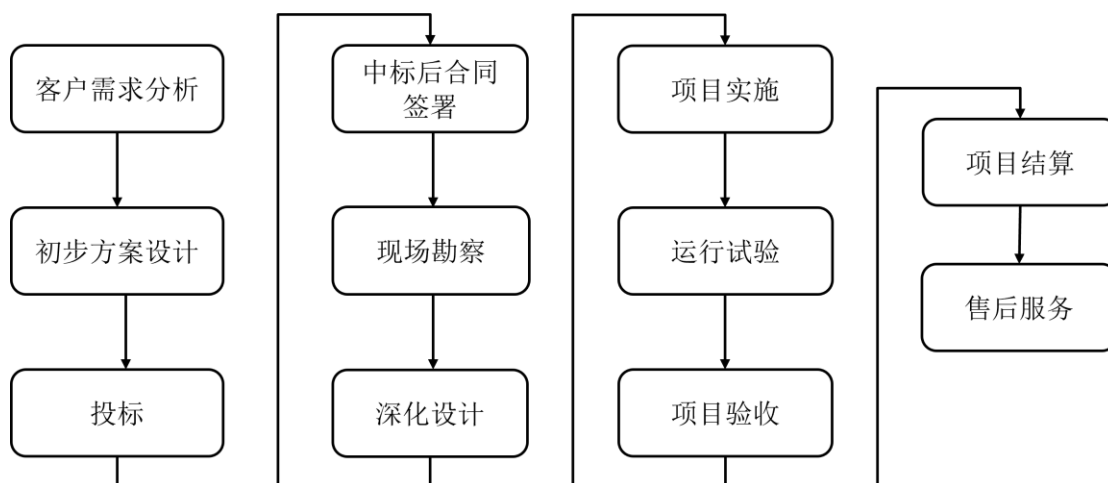 客户需求分析
初步方案设计
投标
中标后合同
签署
现场勘察
深化设计
项目实施
运行试验
项目验收
项目结算
售后服务